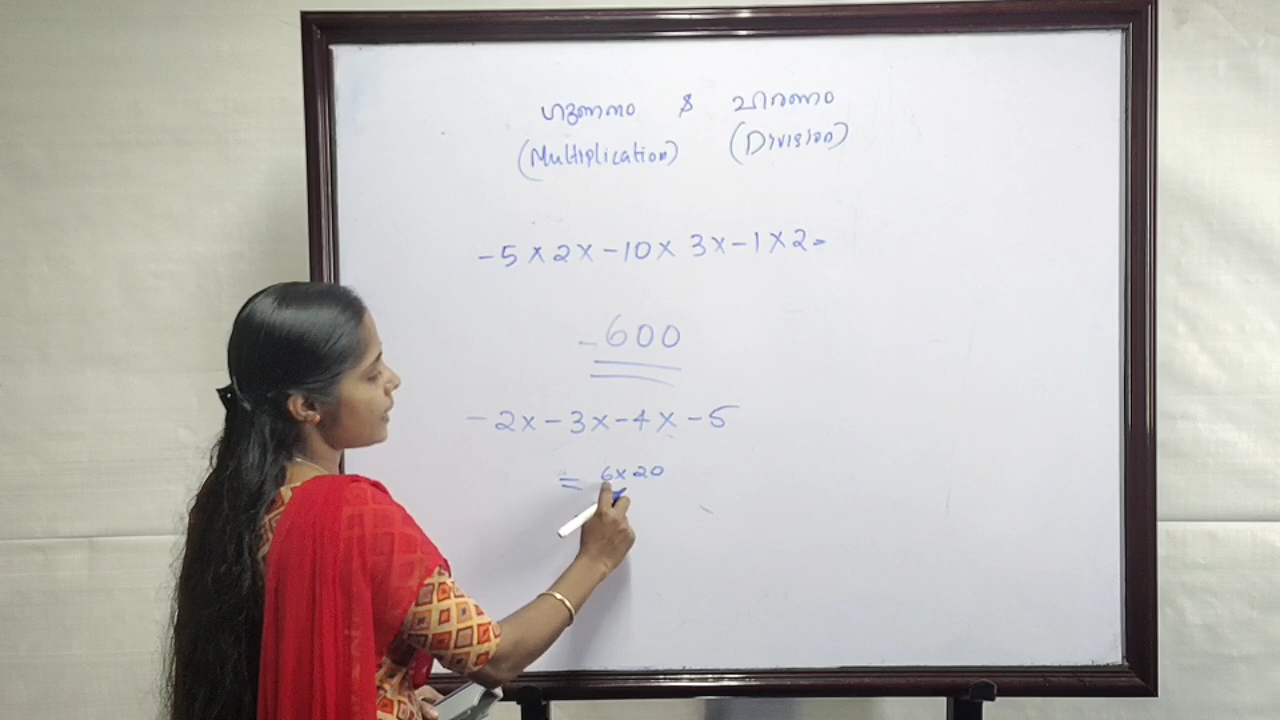 ഗുണനം & ഹരണം
(Multiplication) (Division)
-5 x 2 x -10 x 3 x -1 x 2 =
-600
-2 x -3 x -4 x -5
= 6 x 20